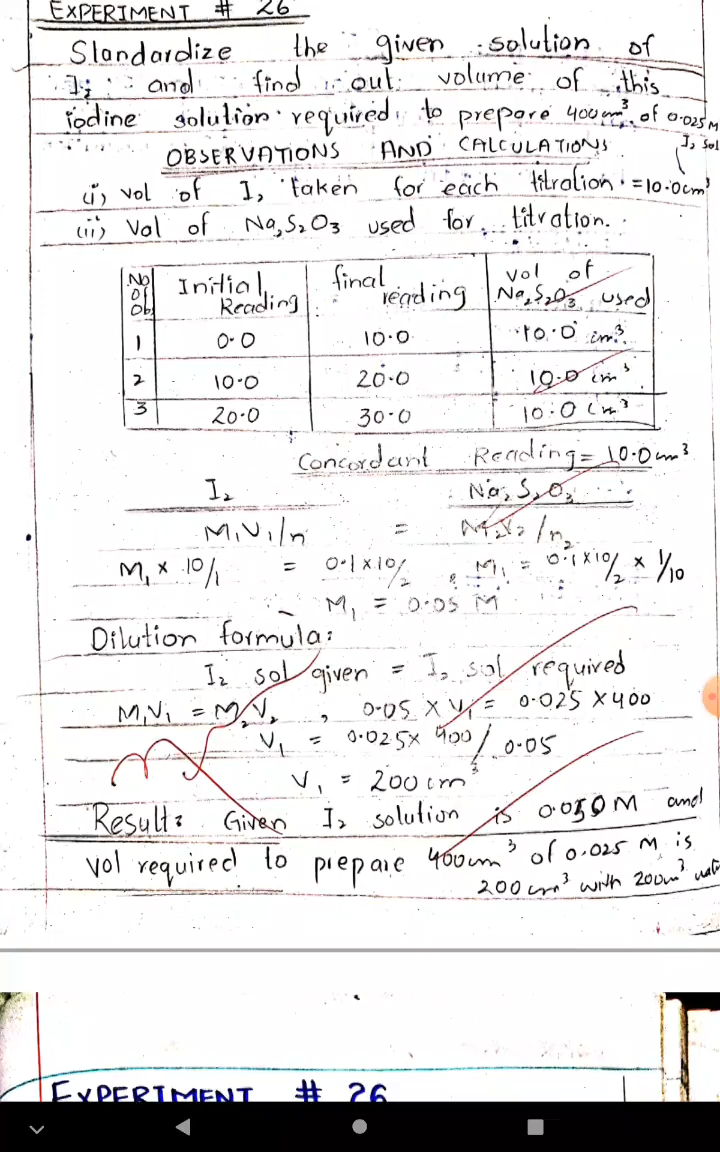 EXPERIMENT # 26
Slandardize the given solution of
I₂ and find out volume of this
iodine solution required to prepare 400cm³ of 0.025M
I₂ sol
OBSERVATIONS AND CALCULATIONS
(i) vol of I₂ taken for each titration = 10.0cm³
(ii) Vol of Na₂S₂O₃ used for titration.
No of Ob. Initial Reading final reading vol of Na₂S₂O₃ used
1 0.0 10.0 10.0 cm³
2 10.0 20.0 10.0 cm³
3 20.0 30.0 10.0 cm³
Concordant Reading = 10.0cm³
I₂ Na₂S₂O₃
M₁V₁/n = M₂V₂/n₂
M₁ × 10/1 = 0.1×10/2 , M₁ = 0.1×10/2 × 1/10
M₁ = 0.05 M
Dilution formula:
I₂ sol given = I₂ sol required
M₁V₁ = M₂V₂ , 0.05 × V₁ = 0.025 × 400
V₁ = 0.025× 400 / 0.05
V₁ = 200 cm³
Result: Given I₂ solution is 0.050M and
vol required to prepare 400cm³ of 0.025 M is
200cm³ with 200cm³
EXPERIMENT # 26